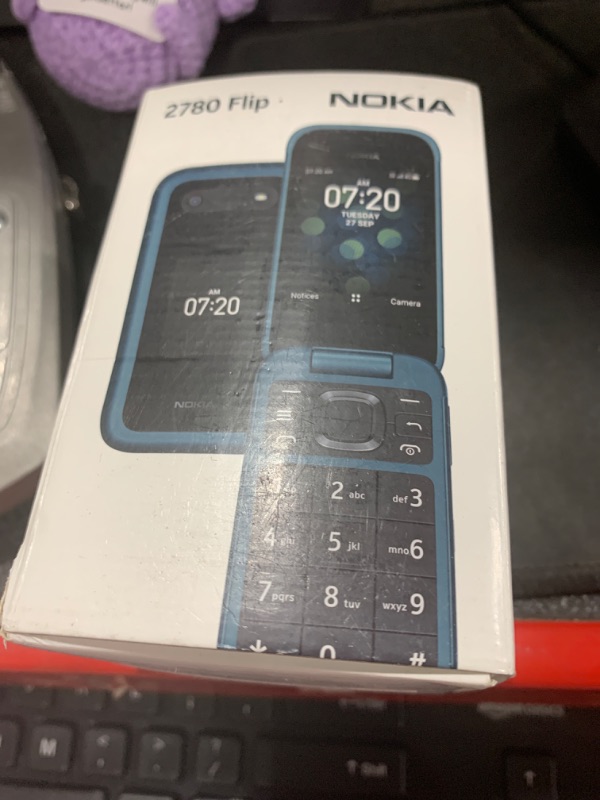 2780 Flip NOKIA
AM
07:20
TUESDAY
27 SEP
Notices Camera
AM
07:20
NOKIA
2 abc def 3
4 ghi 5 jkl mno 6
7 pqrs 8 tuv wxyz 9
* 0 #
M
Shift